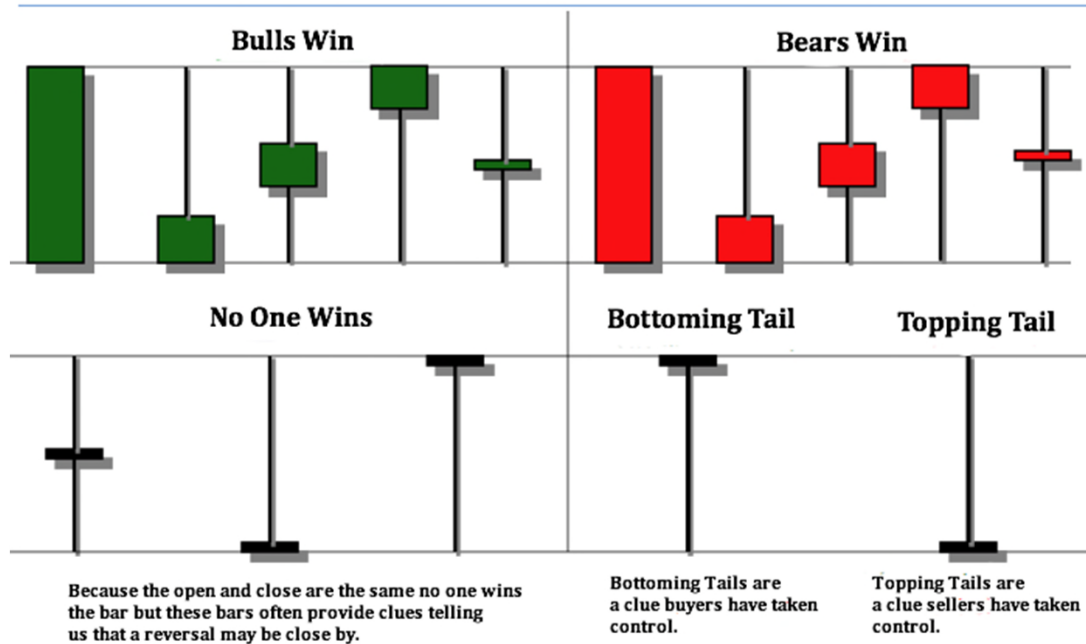 Bulls Win
Bears Win
No One Wins
Bottoming Tail
Topping Tail
Because the open and close are the same no one wins
the bar but these bars often provide clues telling
us that a reversal may be close by.
Bottoming Tails are
a clue buyers have taken
control.
Topping Tails are
a clue sellers have taken
control.